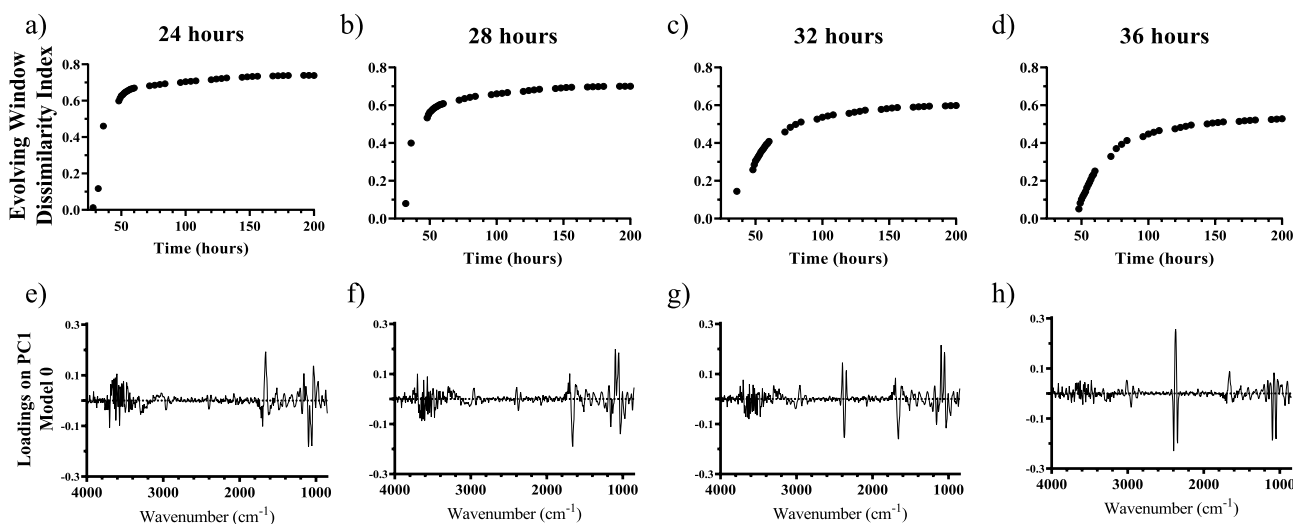 a) 24 hours
b) 28 hours
c) 32 hours
d) 36 hours
Evolving Window
Dissimilarity Index
0.8
0.6
0.4
0.2
0.0
50 100 150 200
Time (hours)
0.8
0.6
0.4
0.2
0.0
50 100 150 200
Time (hours)
0.8
0.6
0.4
0.2
0.0
50 100 150 200
Time (hours)
0.8
0.6
0.4
0.2
0.0
50 100 150 200
Time (hours)
e)
f)
g)
h)
Loadings on PC1
Model 0
0.3
0.1
-0.1
-0.3
4000 3000 2000 1000
Wavenumber (cm⁻¹)
0.3
0.1
-0.1
-0.3
4000 3000 2000 1000
Wavenumber (cm⁻¹)
0.3
0.1
-0.1
-0.3
4000 3000 2000 1000
Wavenumber (cm⁻¹)
0.3
0.1
-0.1
-0.3
4000 3000 2000 1000
Wavenumber (cm⁻¹)